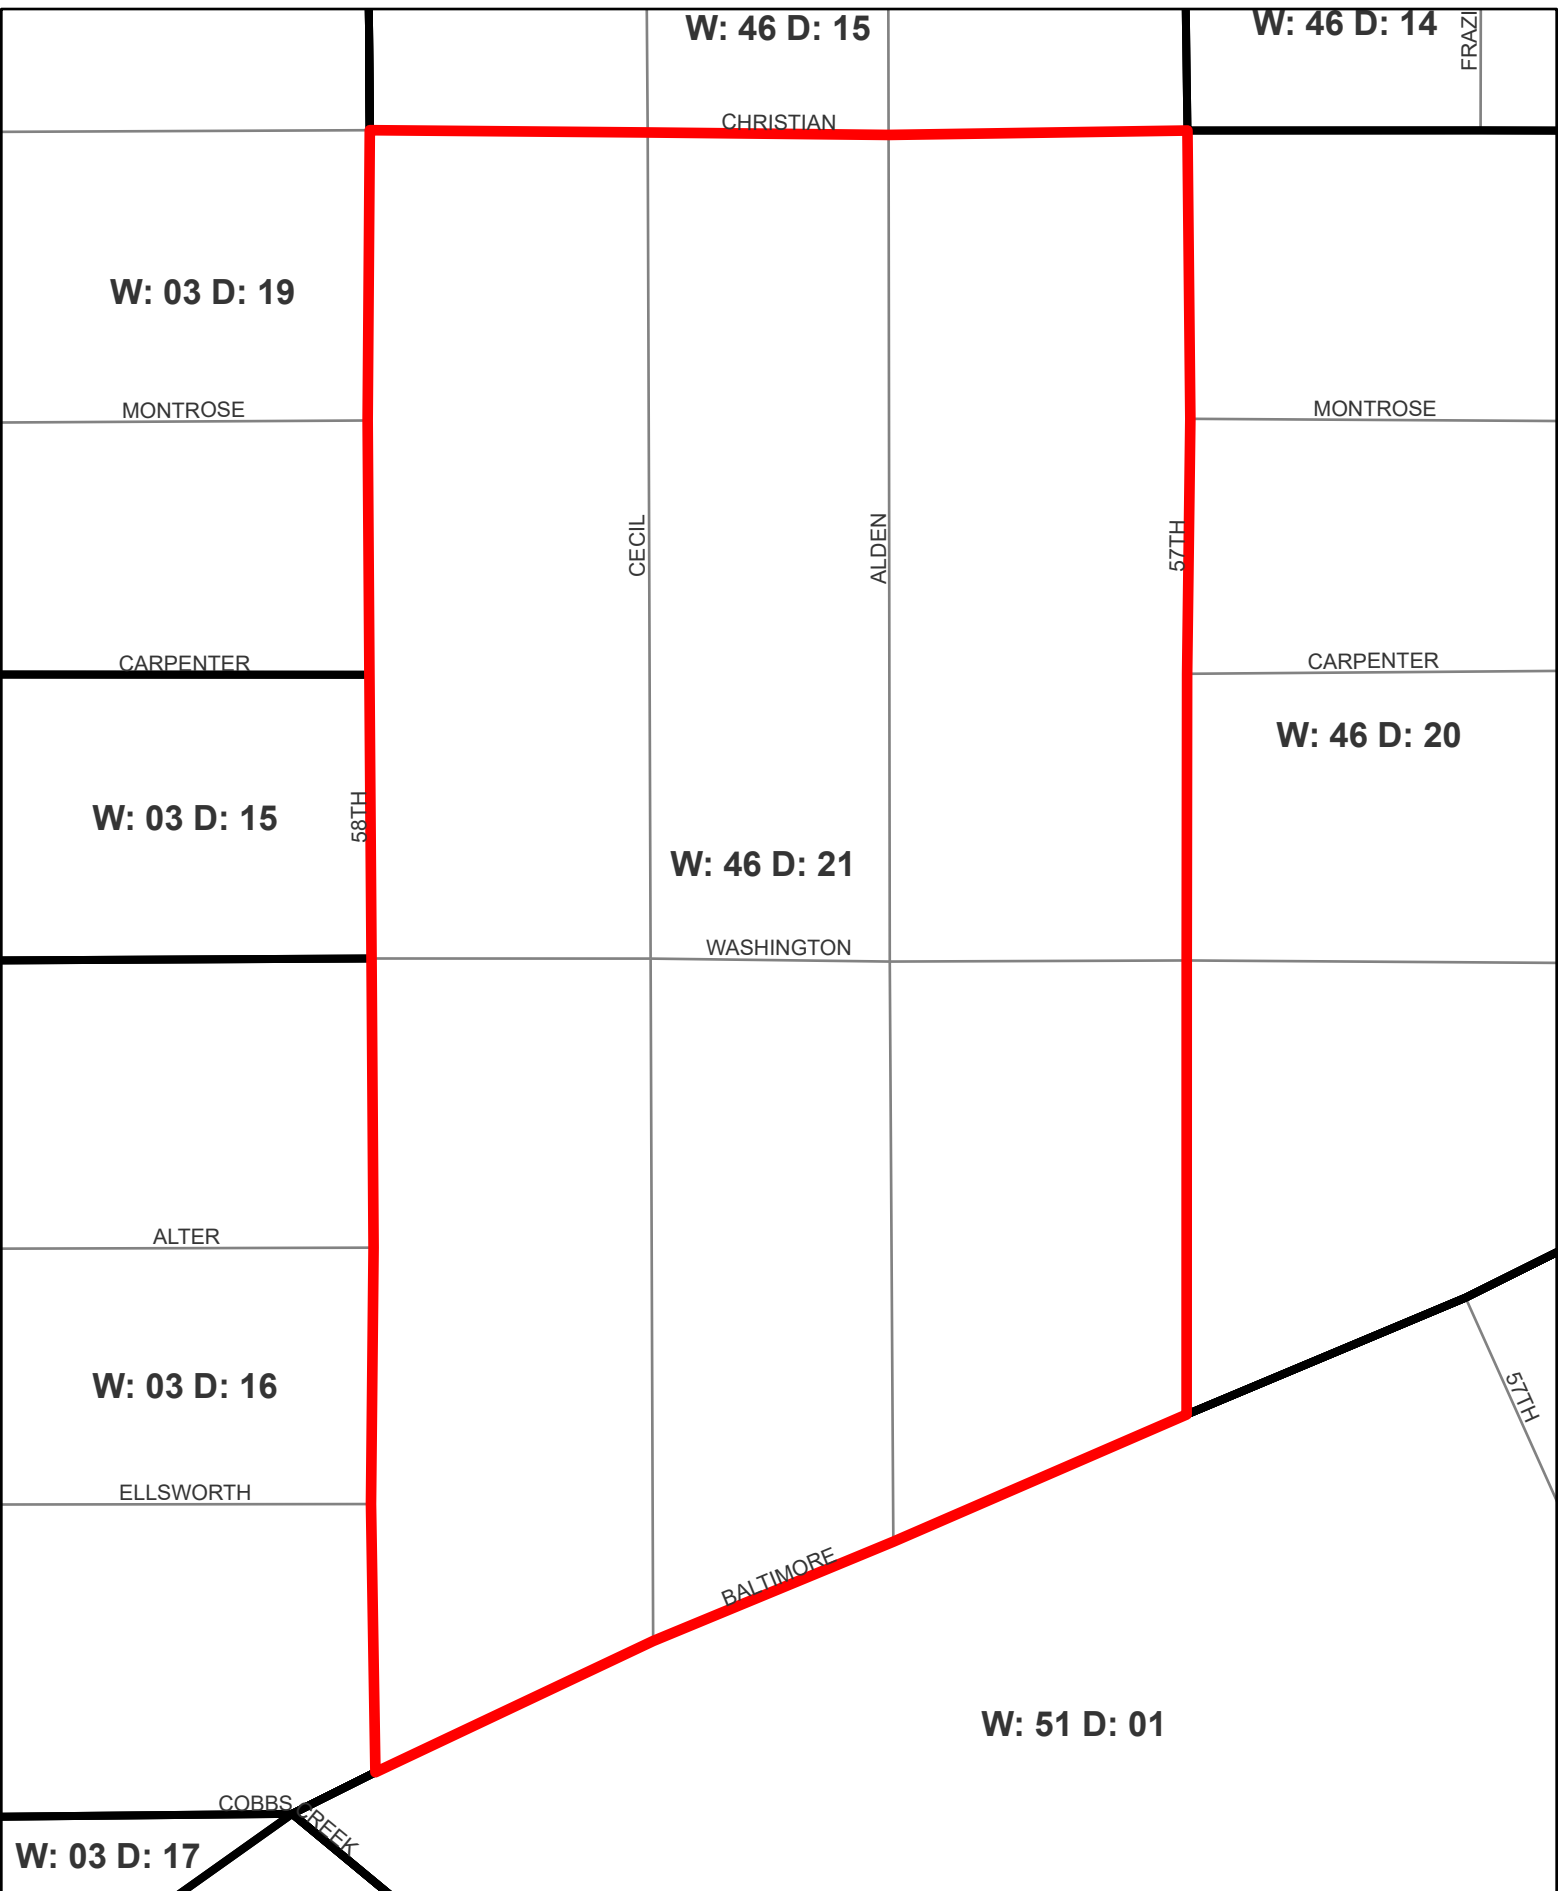 W: 46 D: 15
W: 46 D: 14
FRAZI
CHRISTIAN
W: 03 D: 19
MONTROSE
MONTROSE
CECIL
ALDEN
57TH
CARPENTER
CARPENTER
W: 46 D: 20
W: 03 D: 15
58TH
W: 46 D: 21
WASHINGTON
ALTER
W: 03 D: 16
57TH
ELLSWORTH
BALTIMORE
W: 51 D: 01
COBBS CREEK
W: 03 D: 17